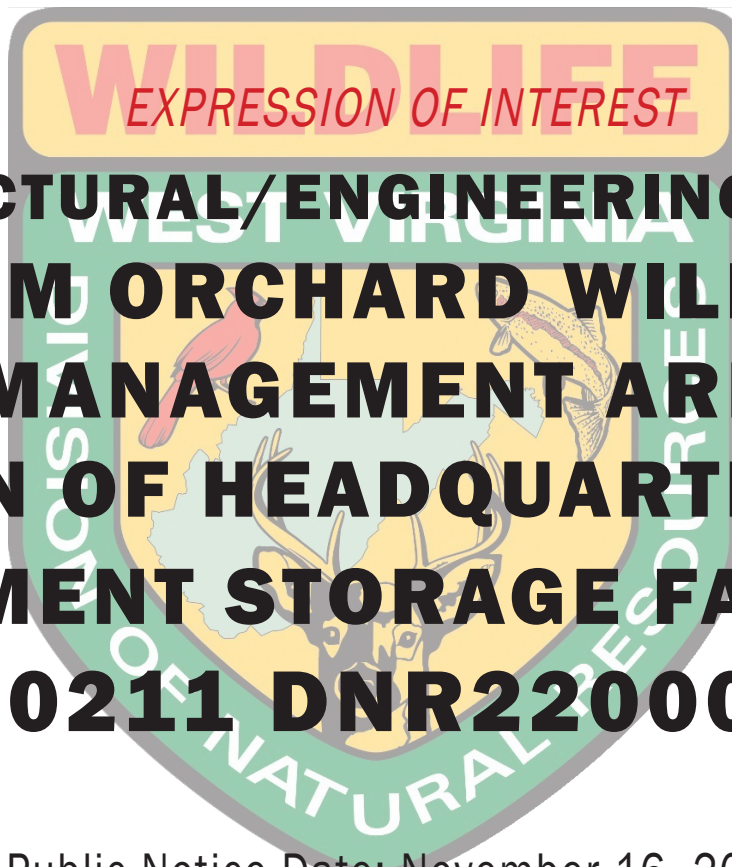 WILDLIFE
EXPRESSION OF INTEREST
CTURAL/ENGINEERING
WEST VIRGINIA
M ORCHARD WIL
MANAGEMENT AR
N OF HEADQUART
MENT STORAGE FA
0211 DNR22000
DIVISION OF NATURAL RESOURCES
Public Notice Date: November 16, 20